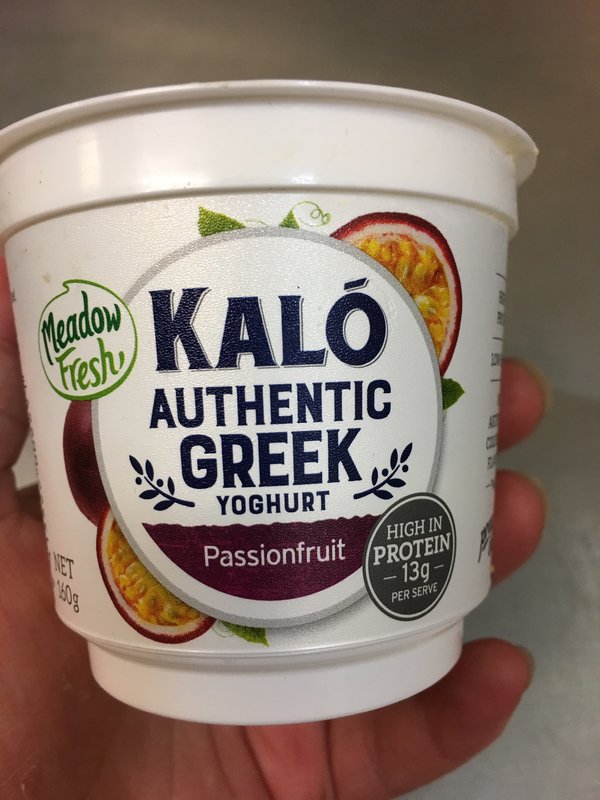 Meadow
Fresh
KALÓ
AUTHENTIC
GREEK
YOGHURT
Passionfruit
HIGH IN
PROTEIN
13g
PER SERVE
NET
160g